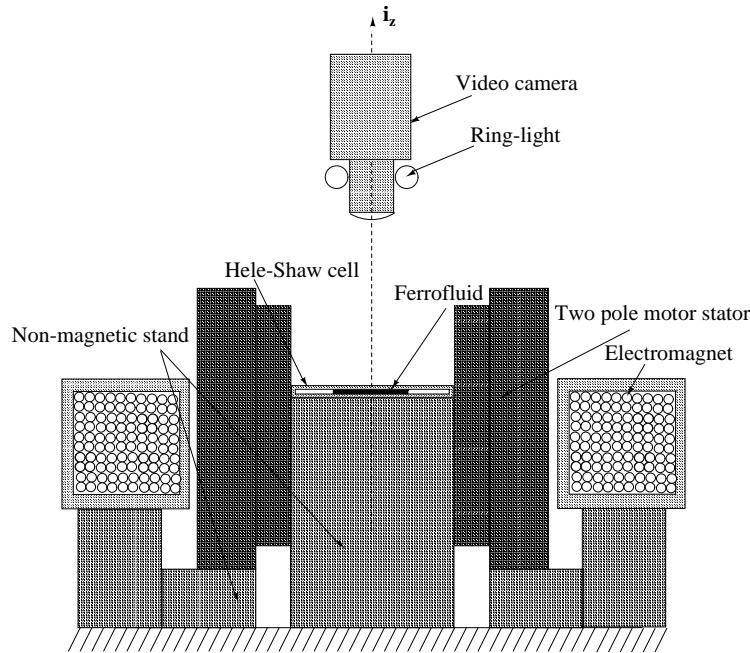 i_z
Video camera
Ring-light
Hele-Shaw cell
Ferrofluid
Two pole motor stator
Non-magnetic stand
Electromagnet